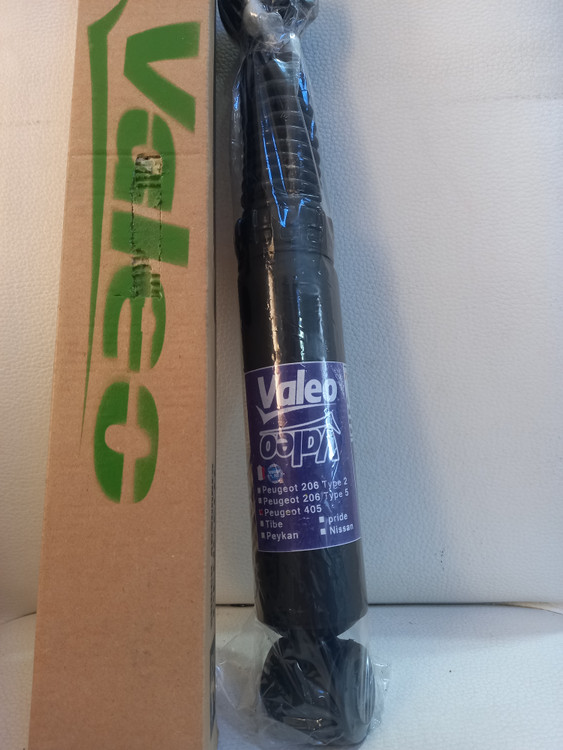 Valeo
Valeo
Valeo
Peugeot 206 Type 2
Peugeot 206 Type 5
Peugeot 405
Tibe pride
Peykan Nissan